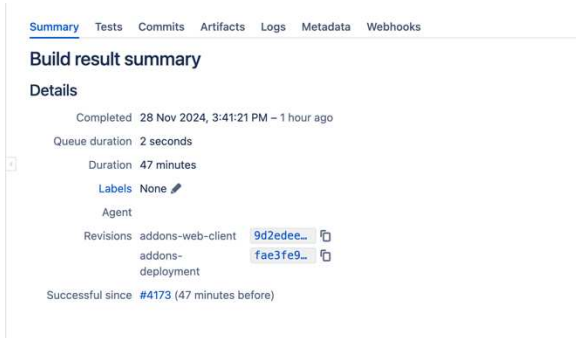 Summary Tests Commits Artifacts Logs Metadata Webhooks
Build result summary
Details
Completed 28 Nov 2024, 3:41:21 PM – 1 hour ago
Queue duration 2 seconds
Duration 47 minutes
Labels None
Agent
Revisions addons-web-client 9d2edee…
addons- fae3fe9…
deployment
Successful since #4173 (47 minutes before)